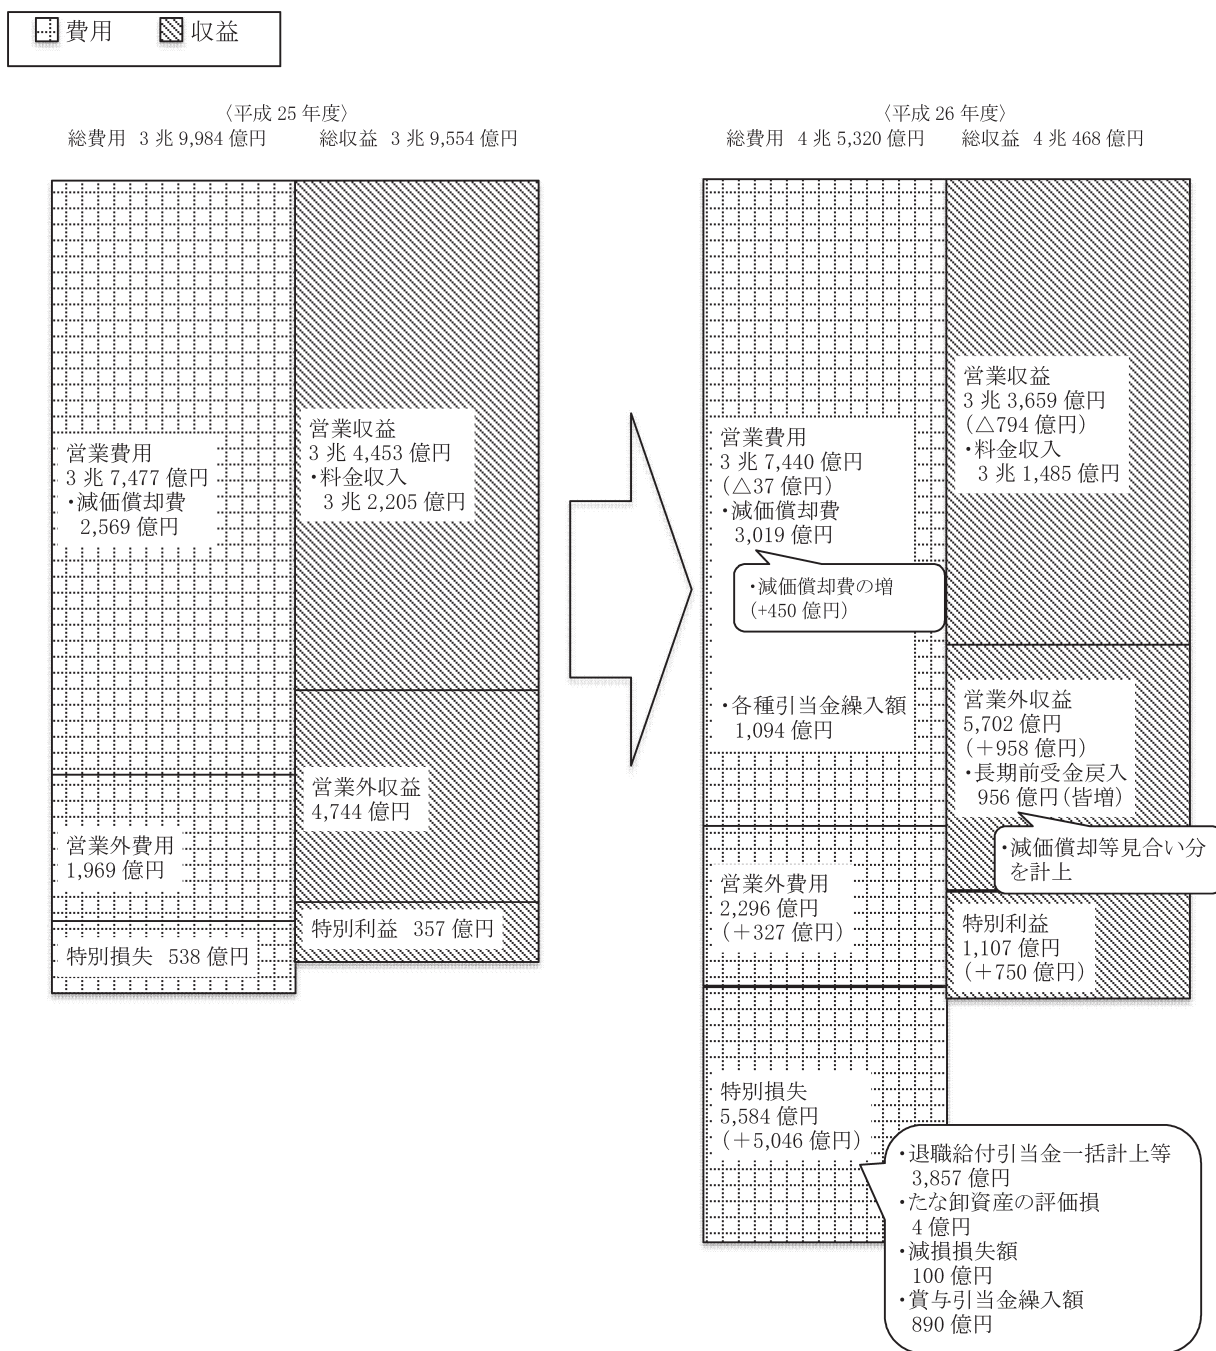 費用 収益
〈平成 25 年度〉
総費用 3 兆 9,984 億円 総収益 3 兆 9,554 億円
営業費用
3 兆 7,477 億円
・減価償却費
2,569 億円
営業外費用
1,969 億円
特別損失 538 億円
営業収益
3 兆 4,453 億円
・料金収入
3 兆 2,205 億円
営業外収益
4,744 億円
特別利益 357 億円
〈平成 26 年度〉
総費用 4 兆 5,320 億円 総収益 4 兆 468 億円
営業費用
3 兆 7,440 億円
(△37 億円)
・減価償却費
3,019 億円
・減価償却費の増
(+450 億円)
・各種引当金繰入額
1,094 億円
営業外費用
2,296 億円
(+327 億円)
特別損失
5,584 億円
(+5,046 億円)
・退職給付引当金一括計上等
3,857 億円
・たな卸資産の評価損
4 億円
・減損損失額
100 億円
・賞与引当金繰入額
890 億円
営業収益
3 兆 3,659 億円
(△794 億円)
・料金収入
3 兆 1,485 億円
営業外収益
5,702 億円
(+958 億円)
・長期前受金戻入
956 億円(皆増)
・減価償却等見合い分
を計上
特別利益
1,107 億円
(+750 億円)